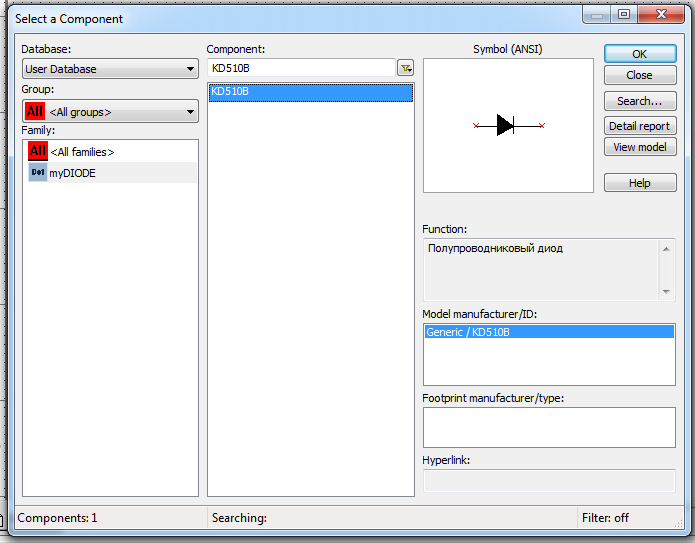 Select a Component
Database:
User Database
Group:
All <All groups>
Family:
All <All families>
Do1 myDIODE
Component:
KD510B
KD510B
Symbol (ANSI)
OK
Close
Search...
Detail report
View model
Help
Function:
Полупроводниковый диод
Model manufacturer/ID:
Generic / KD510B
Footprint manufacturer/type:
Hyperlink:
Components: 1
Searching:
Filter: off